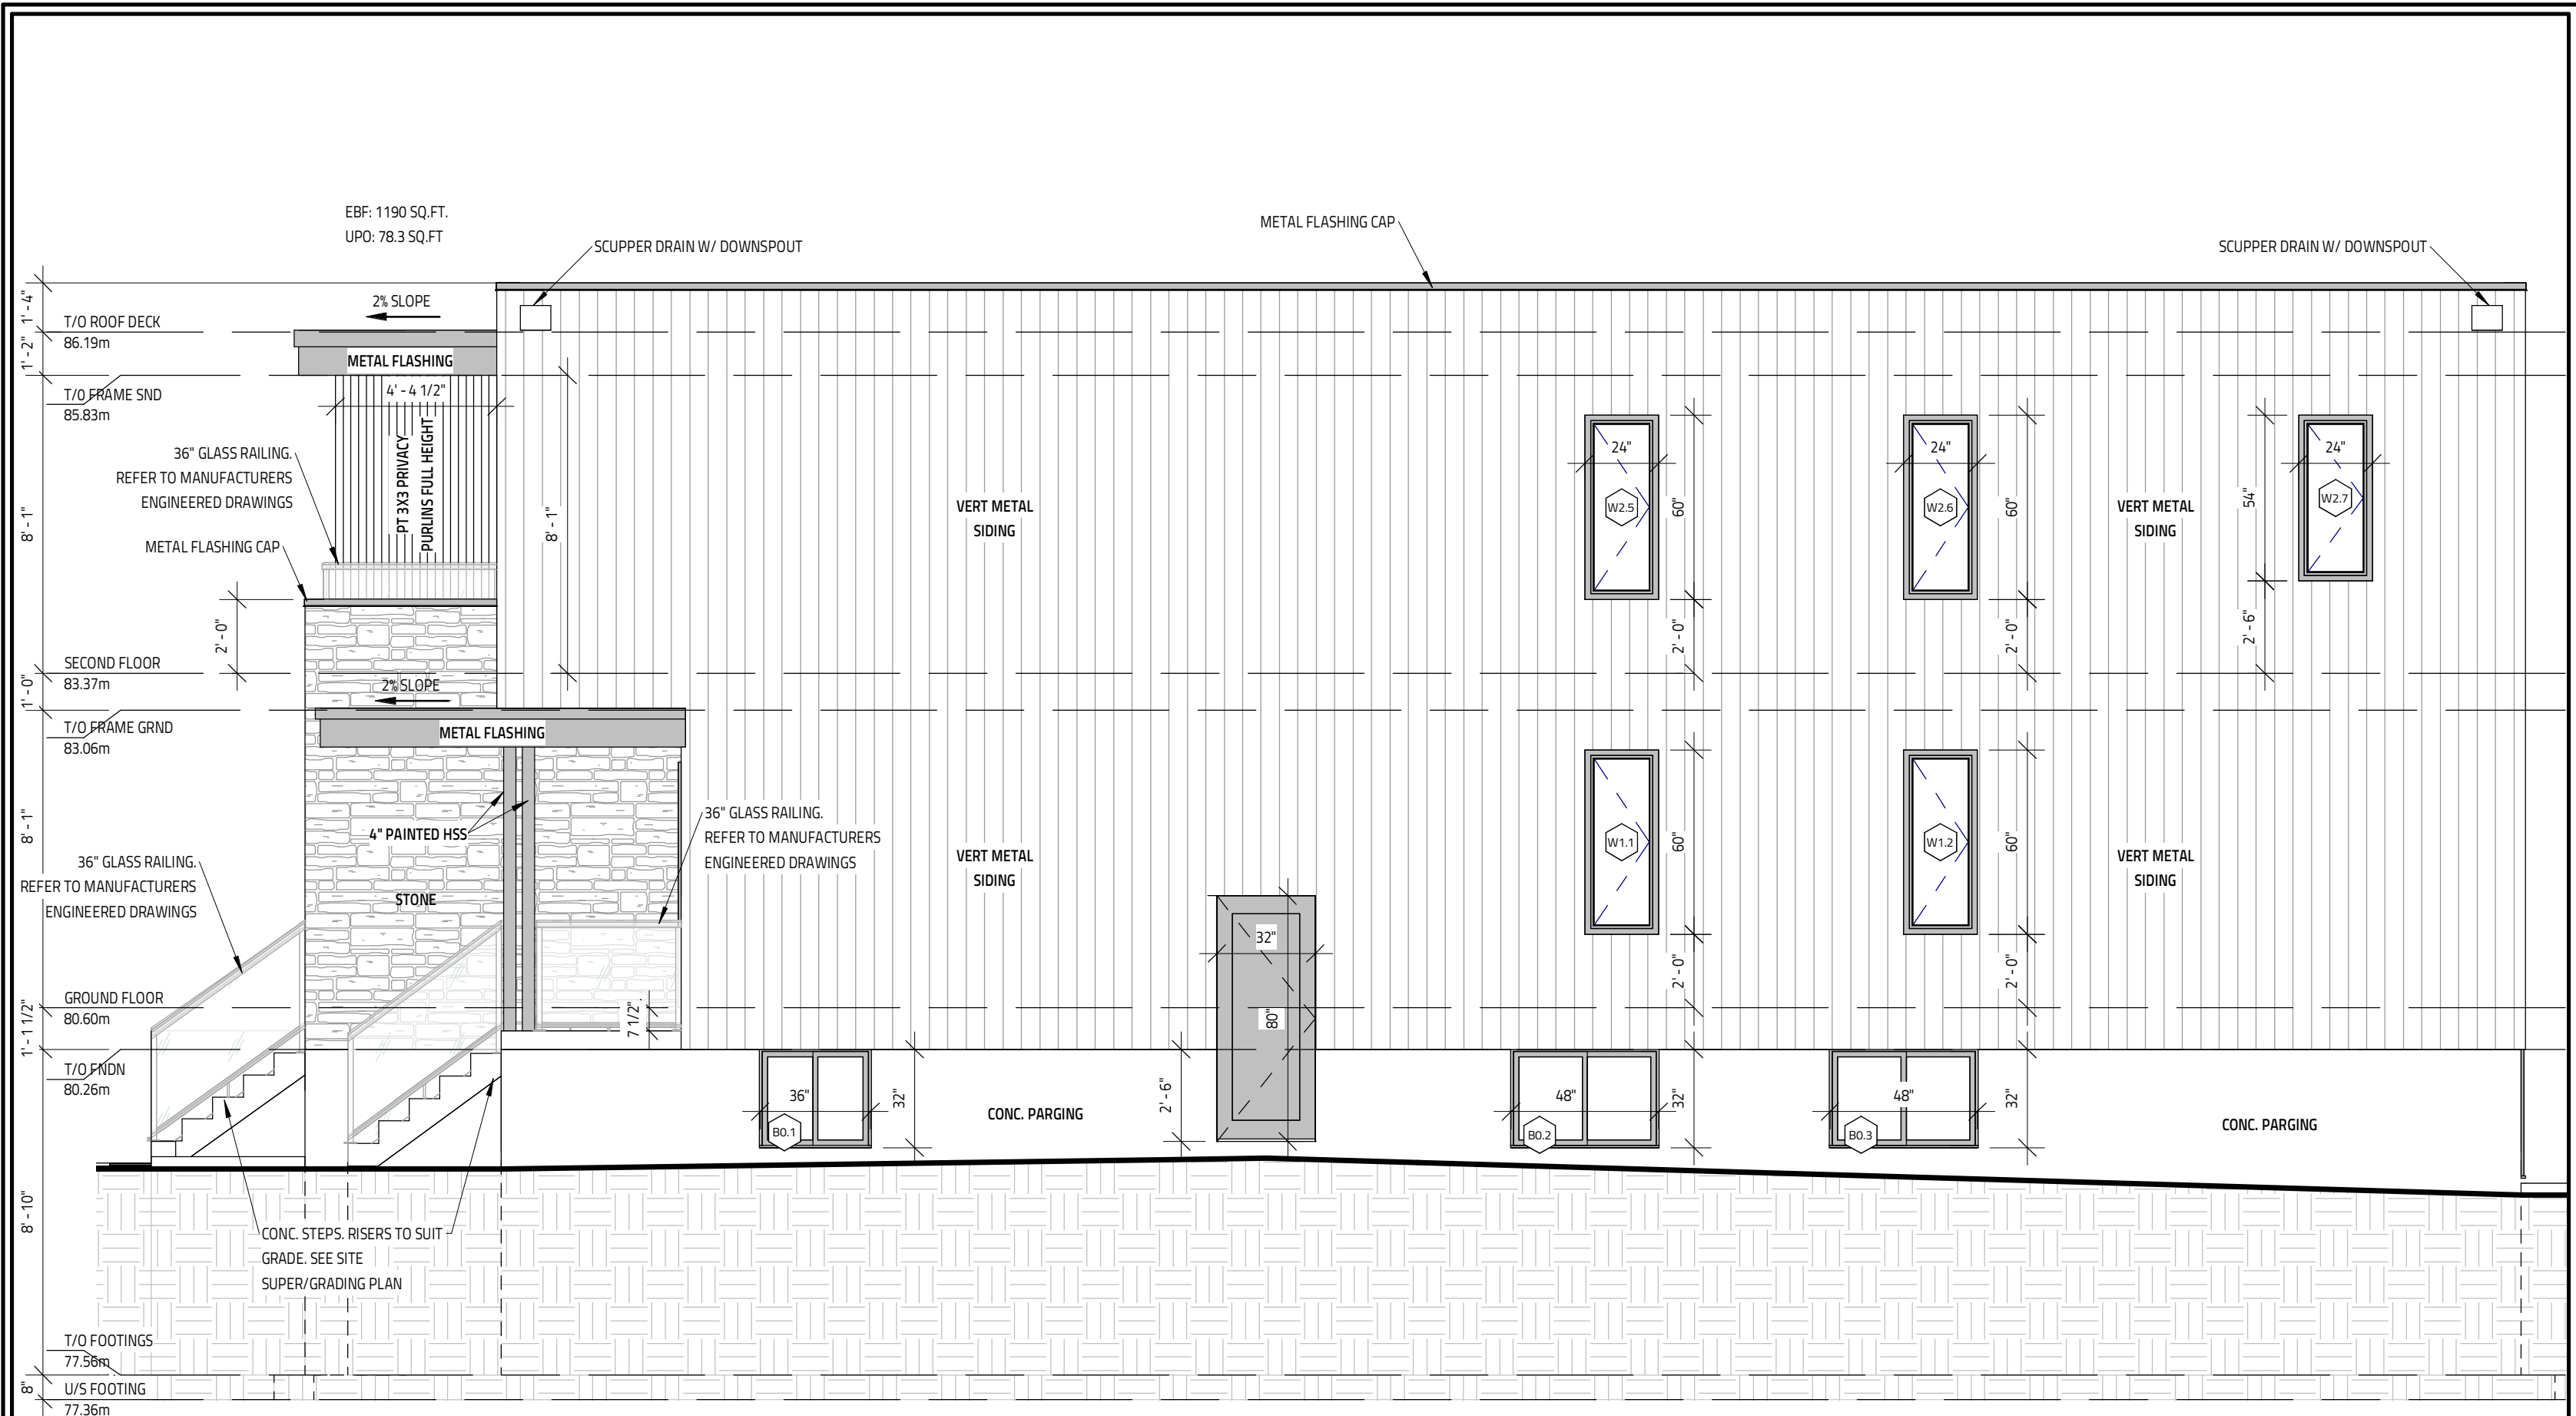 EBF: 1190 SQ.FT.
UPO: 78.3 SQ.FT
SCUPPER DRAIN W/ DOWNSPOUT
METAL FLASHING CAP
SCUPPER DRAIN W/ DOWNSPOUT
1' - 4"
2% SLOPE
T/O ROOF DECK
86.19m
1' - 2"
METAL FLASHING
T/O FRAME SND
85.83m
4' - 4 1/2"
PT 3X3 PRIVACY
PURLINS FULL HEIGHT
36" GLASS RAILING.
REFER TO MANUFACTURERS
ENGINEERED DRAWINGS
8' - 1"
8' - 1"
METAL FLASHING CAP
2' - 0"
VERT METAL
SIDING
24"
W2.5
60"
2' - 0"
24"
W2.6
60"
2' - 0"
VERT METAL
SIDING
24"
W2.7
54"
2' - 6"
SECOND FLOOR
83.37m
1' - 0"
2% SLOPE
T/O FRAME GRND
83.06m
METAL FLASHING
8' - 1"
4" PAINTED HSS
36" GLASS RAILING.
REFER TO MANUFACTURERS
ENGINEERED DRAWINGS
36" GLASS RAILING.
REFER TO MANUFACTURERS
ENGINEERED DRAWINGS
STONE
VERT METAL
SIDING
W1.1
60"
2' - 0"
W1.2
60"
2' - 0"
VERT METAL
SIDING
32"
80"
GROUND FLOOR
80.60m
1' - 1 1/2"
7 1/2"
T/O FNDN
80.26m
36"
B0.1
32"
CONC. PARGING
2' - 6"
48"
B0.2
32"
48"
B0.3
32"
CONC. PARGING
8' - 10"
CONC. STEPS. RISERS TO SUIT
GRADE. SEE SITE
SUPER/GRADING PLAN
T/O FOOTINGS
77.56m
8"
U/S FOOTING
77.36m